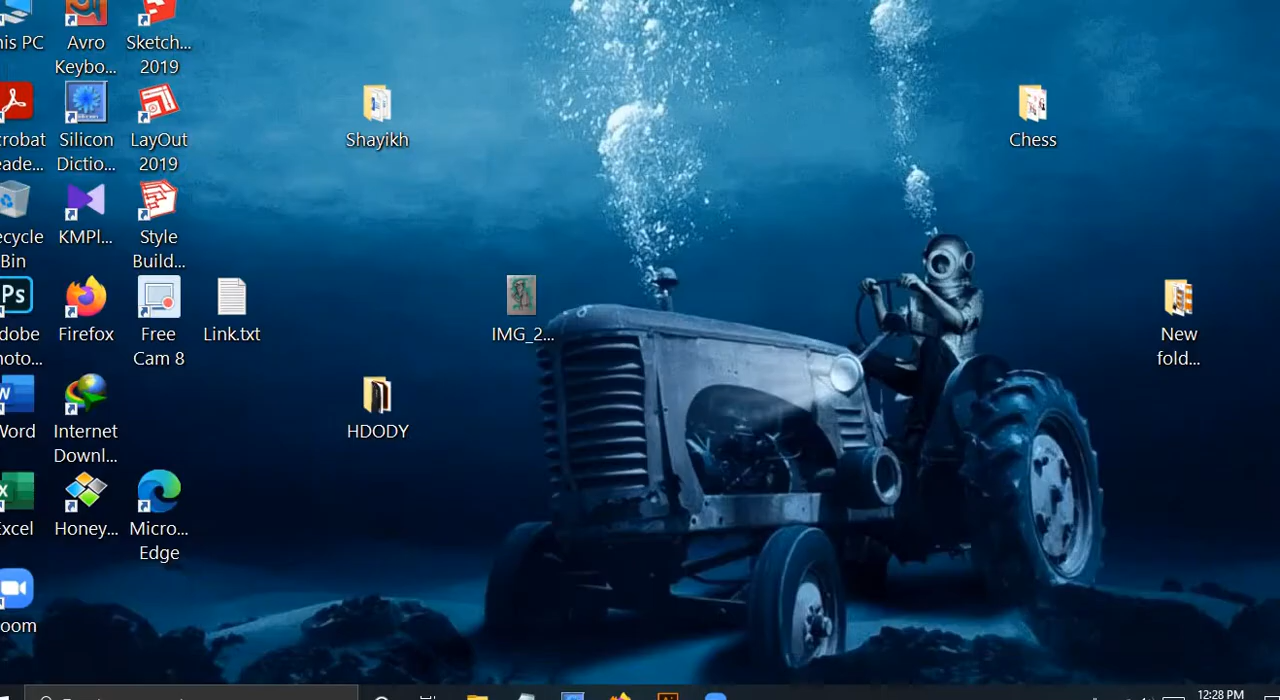 his PC
Avro
Keybo...
Sketch...
2019
crobat
eade...
Silicon
Dictio...
LayOut
2019
ecycle
Bin
KMPl...
Style
Build...
Ps
dobe
hoto...
Firefox
Free
Cam 8
Link.txt
Word
Internet
Downl...
Excel
Honey...
Micro...
Edge
oom
Shayikh
IMG_2...
HDODY
Chess
New
fold...
12:28 PM